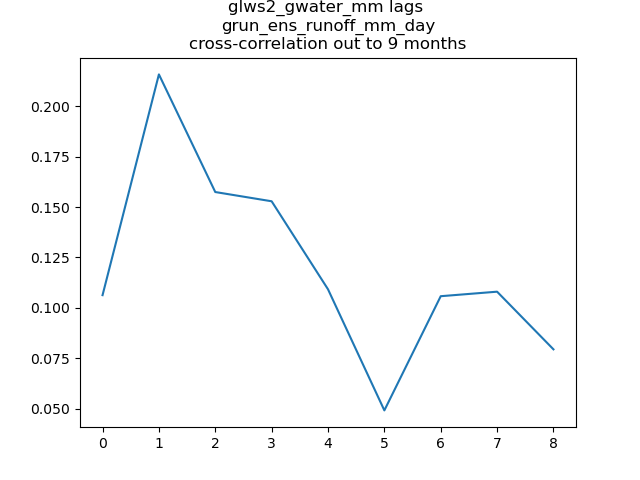 glws2_gwater_mm lags
grun_ens_runoff_mm_day
cross-correlation out to 9 months
0.200
0.175
0.150
0.125
0.100
0.075
0.050
0 1 2 3 4 5 6 7 8